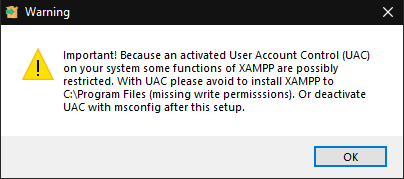 Warning
Important! Because an activated User Account Control (UAC)
on your system some functions of XAMPP are possibly
restricted. With UAC please avoid to install XAMPP to
C:\Program Files (missing write permisssions). Or deactivate
UAC with msconfig after this setup.
OK